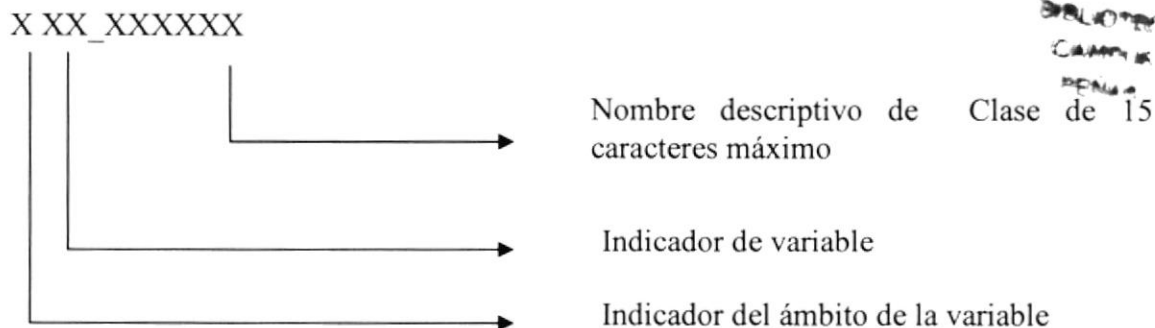 X XX_XXXXXX
Nombre descriptivo de Clase de 15
caracteres máximo
Indicador de variable
Indicador del ámbito de la variable